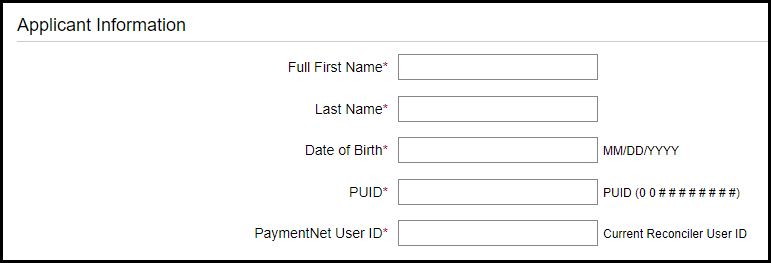 Applicant Information
Full First Name*
Last Name*
Date of Birth* MM/DD/YYYY
PUID* PUID (0 0 # # # # # # # #)
PaymentNet User ID* Current Reconciler User ID